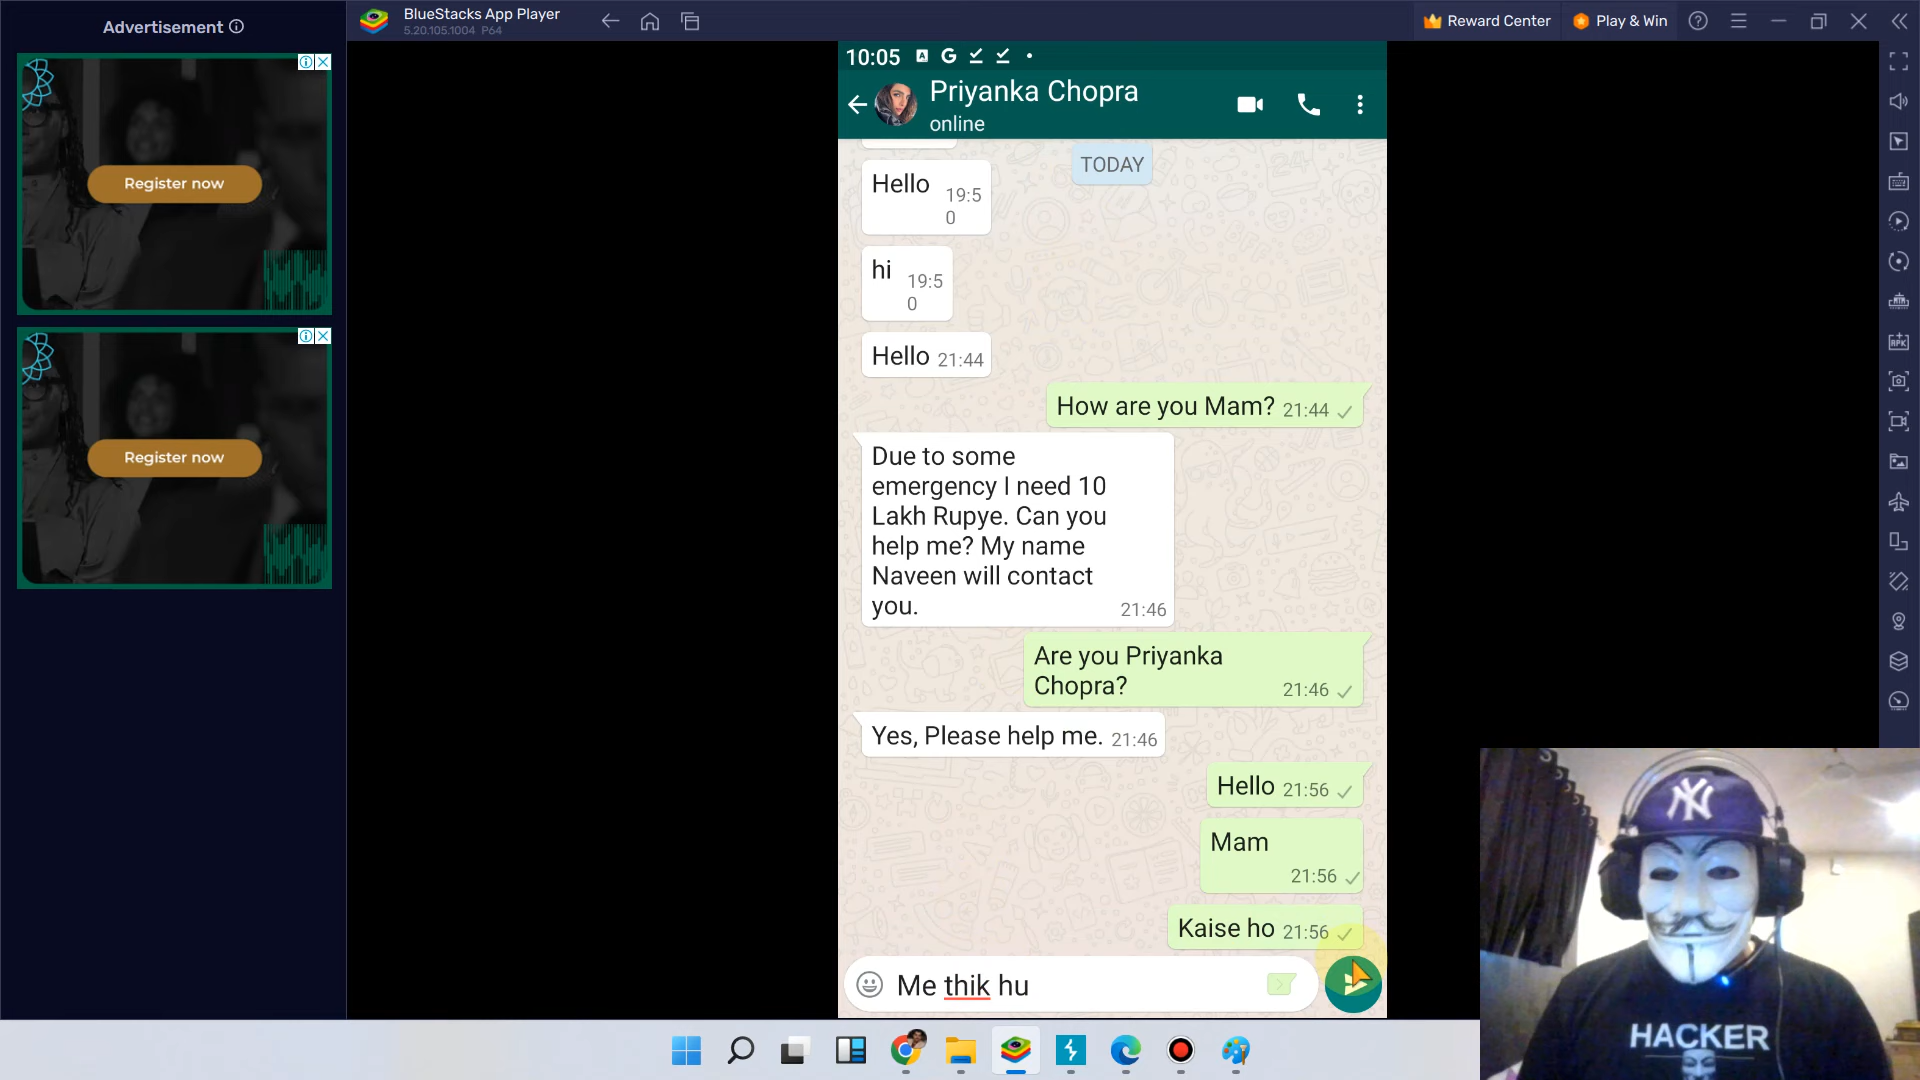 Advertisement
Register now
Register now
BlueStacks App Player
5.20.105.1004 P64
Reward Center
Play & Win
10:05
Priyanka Chopra
online
TODAY
Hello 19:5
0
hi 19:5
0
Hello 21:44
How are you Mam? 21:44
Due to some
emergency I need 10
Lakh Rupye. Can you
help me? My name
Naveen will contact
you. 21:46
Are you Priyanka
Chopra? 21:46
Yes, Please help me. 21:46
Hello 21:56
Mam
21:56
Kaise ho 21:56
Me thik hu
HACKER